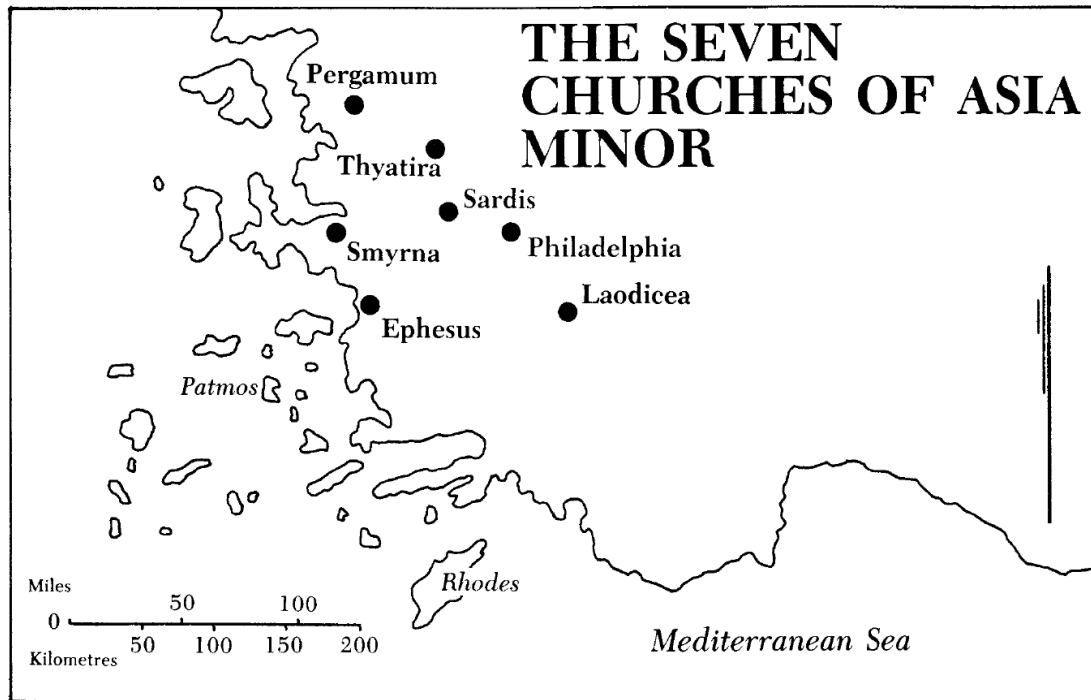 THE SEVEN
CHURCHES OF ASIA
MINOR
Pergamum
Thyatira
Sardis
Smyrna
Philadelphia
Laodicea
Ephesus
Patmos
Rhodes
Mediterranean Sea
Miles
50 100
0
50 100 150 200
Kilometres